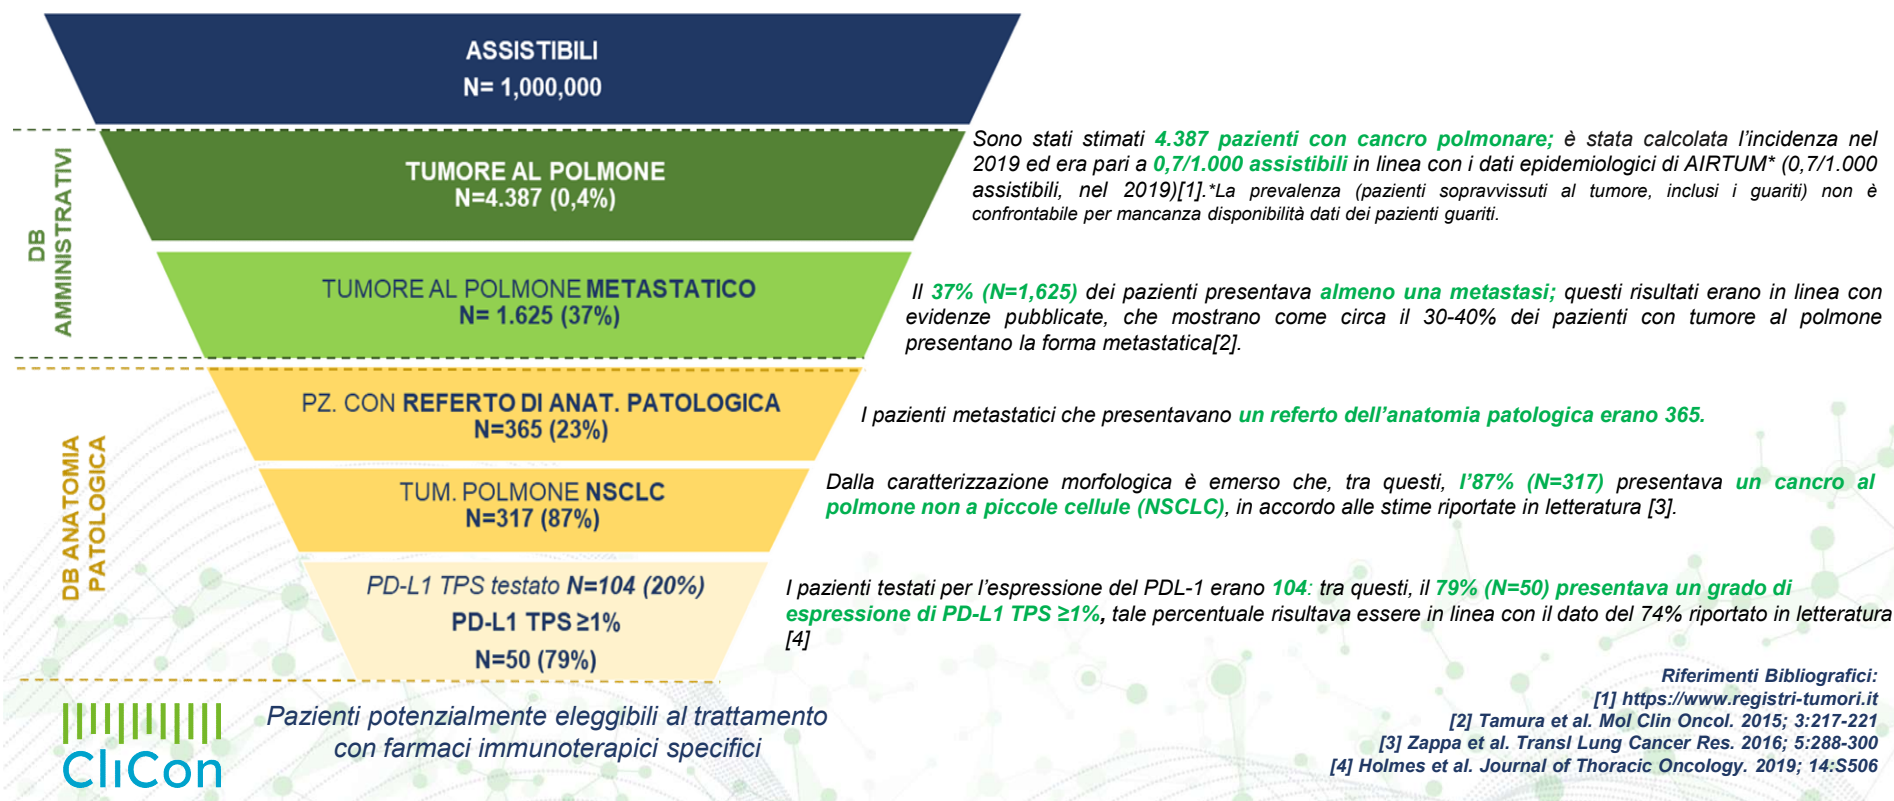 ASSISTIBILI
N= 1,000,000
DB
AMMINISTRATIVI
TUMORE AL POLMONE
N=4.387 (0,4%)
Sono stati stimati 4.387 pazienti con cancro polmonare; è stata calcolata l'incidenza nel
2019 ed era pari a 0,7/1.000 assistibili in linea con i dati epidemiologici di AIRTUM* (0,7/1.000
assistibili, nel 2019)[1].*La prevalenza (pazienti sopravvissuti al tumore, inclusi i guariti) non è
confrontabile per mancanza disponibilità dati dei pazienti guariti.
TUMORE AL POLMONE METASTATICO
N= 1.625 (37%)
Il 37% (N=1,625) dei pazienti presentava almeno una metastasi; questi risultati erano in linea con
evidenze pubblicate, che mostrano come circa il 30-40% dei pazienti con tumore al polmone
presentano la forma metastatica[2].
DB ANATOMIA
PATOLOGICA
PZ. CON REFERTO DI ANAT. PATOLOGICA
N=365 (23%)
I pazienti metastatici che presentavano un referto dell'anatomia patologica erano 365.
TUM. POLMONE NSCLC
N=317 (87%)
Dalla caratterizzazione morfologica è emerso che, tra questi, l'87% (N=317) presentava un cancro al
polmone non a piccole cellule (NSCLC), in accordo alle stime riportate in letteratura [3].
PD-L1 TPS testato N=104 (20%)
PD-L1 TPS ≥1%
N=50 (79%)
I pazienti testati per l'espressione del PDL-1 erano 104: tra questi, il 79% (N=50) presentava un grado di
espressione di PD-L1 TPS ≥1%, tale percentuale risultava essere in linea con il dato del 74% riportato in letteratura
[4]
Pazienti potenzialmente eleggibili al trattamento
con farmaci immunoterapici specifici
CliCon
Riferimenti Bibliografici:
[1] https://www.registri-tumori.it
[2] Tamura et al. Mol Clin Oncol. 2015; 3:217-221
[3] Zappa et al. Transl Lung Cancer Res. 2016; 5:288-300
[4] Holmes et al. Journal of Thoracic Oncology. 2019; 14:S506